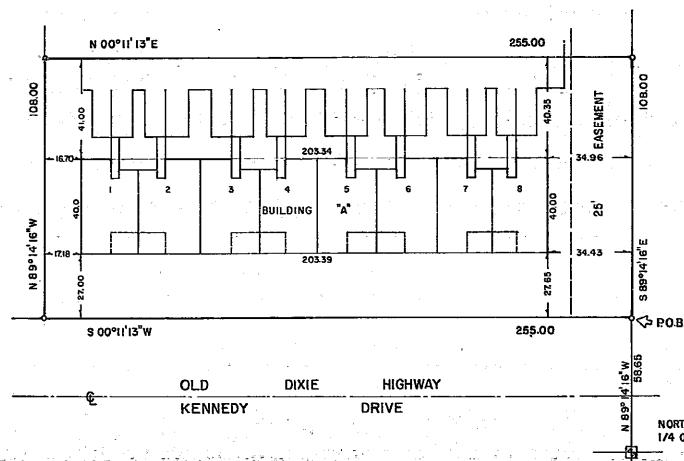 N 00°11'13"E
255.00
108.00
108.00
41.00
40.35
EASEMENT
203.34
16.70
34.96
1 2 3 4 5 6 7 8
40.0
BUILDING "A"
40.00
25'
N 89°14'16"W
17.18
34.43
203.39
27.00
27.65
S 89°14'16"E
S 00°11'13"W
255.00
P.O.B
58.65
N 89°14'16"W
OLD DIXIE HIGHWAY
KENNEDY DRIVE
NORT
1/4 C